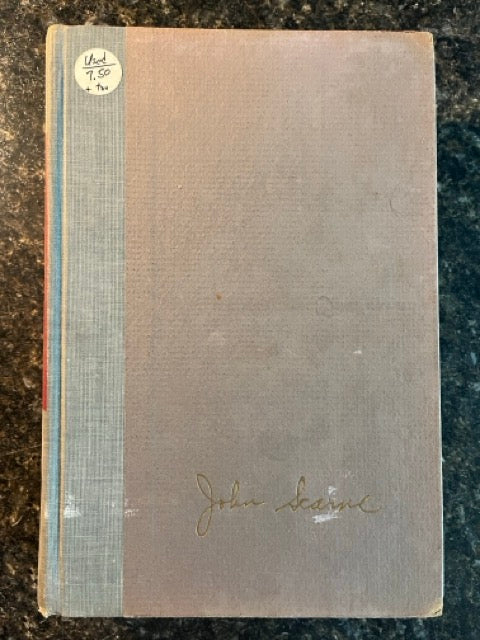 Used
7.50
+ tax
John Scarne